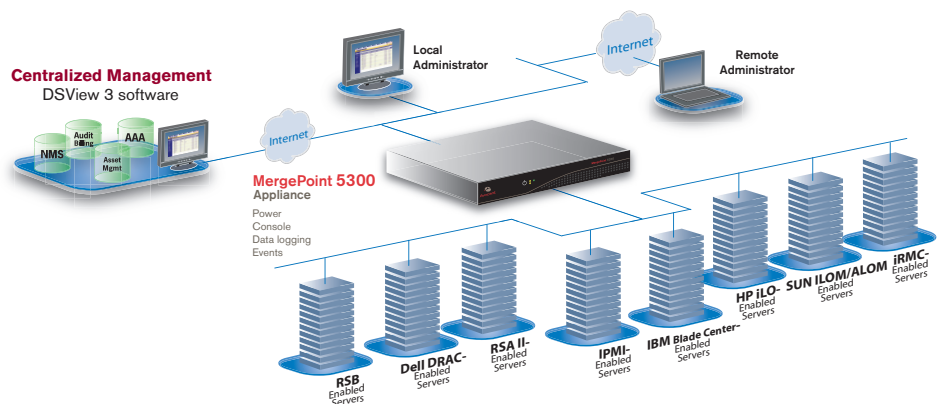 Centralized Management
DSView 3 software
NMS
Audit
AAA
Asset
Mgmt
Internet
Local
Administrator
Internet
Remote
Administrator
MergePoint 5300
Appliance
Power
Console
Data logging
Events
RSB
Enabled
Servers
Dell DRAC-
Enabled
Servers
RSA II-
Enabled
Servers
IPMI-
Enabled
Servers
IBM Blade Center-
Enabled
Servers
HP iLO-
Enabled
Servers
SUN ILOM/ALOM
Enabled
Servers
iRMC-
Enabled
Servers